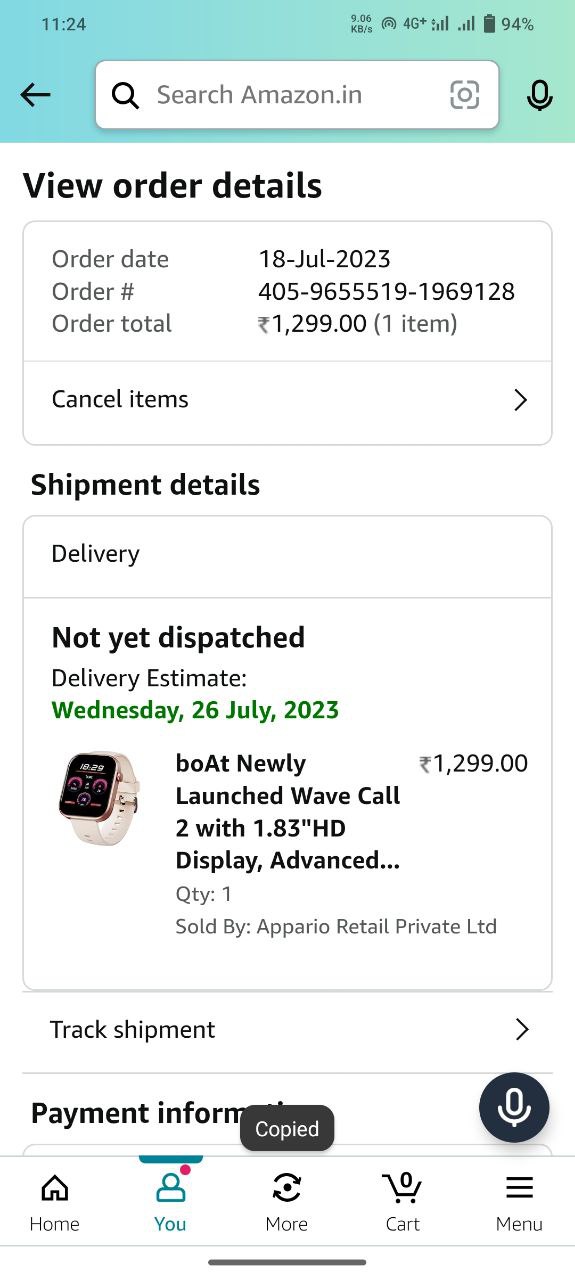 11:24
9.06 KB/s 4G+ 94%
Search Amazon.in
View order details
Order date 18-Jul-2023
Order # 405-9655519-1969128
Order total ₹1,299.00 (1 item)
Cancel items
Shipment details
Delivery
Not yet dispatched
Delivery Estimate:
Wednesday, 26 July, 2023
18:29
boAt Newly ₹1,299.00
Launched Wave Call
2 with 1.83"HD
Display, Advanced...
Qty: 1
Sold By: Appario Retail Private Ltd
Track shipment
Payment inform
Copied
0
Home You More Cart Menu